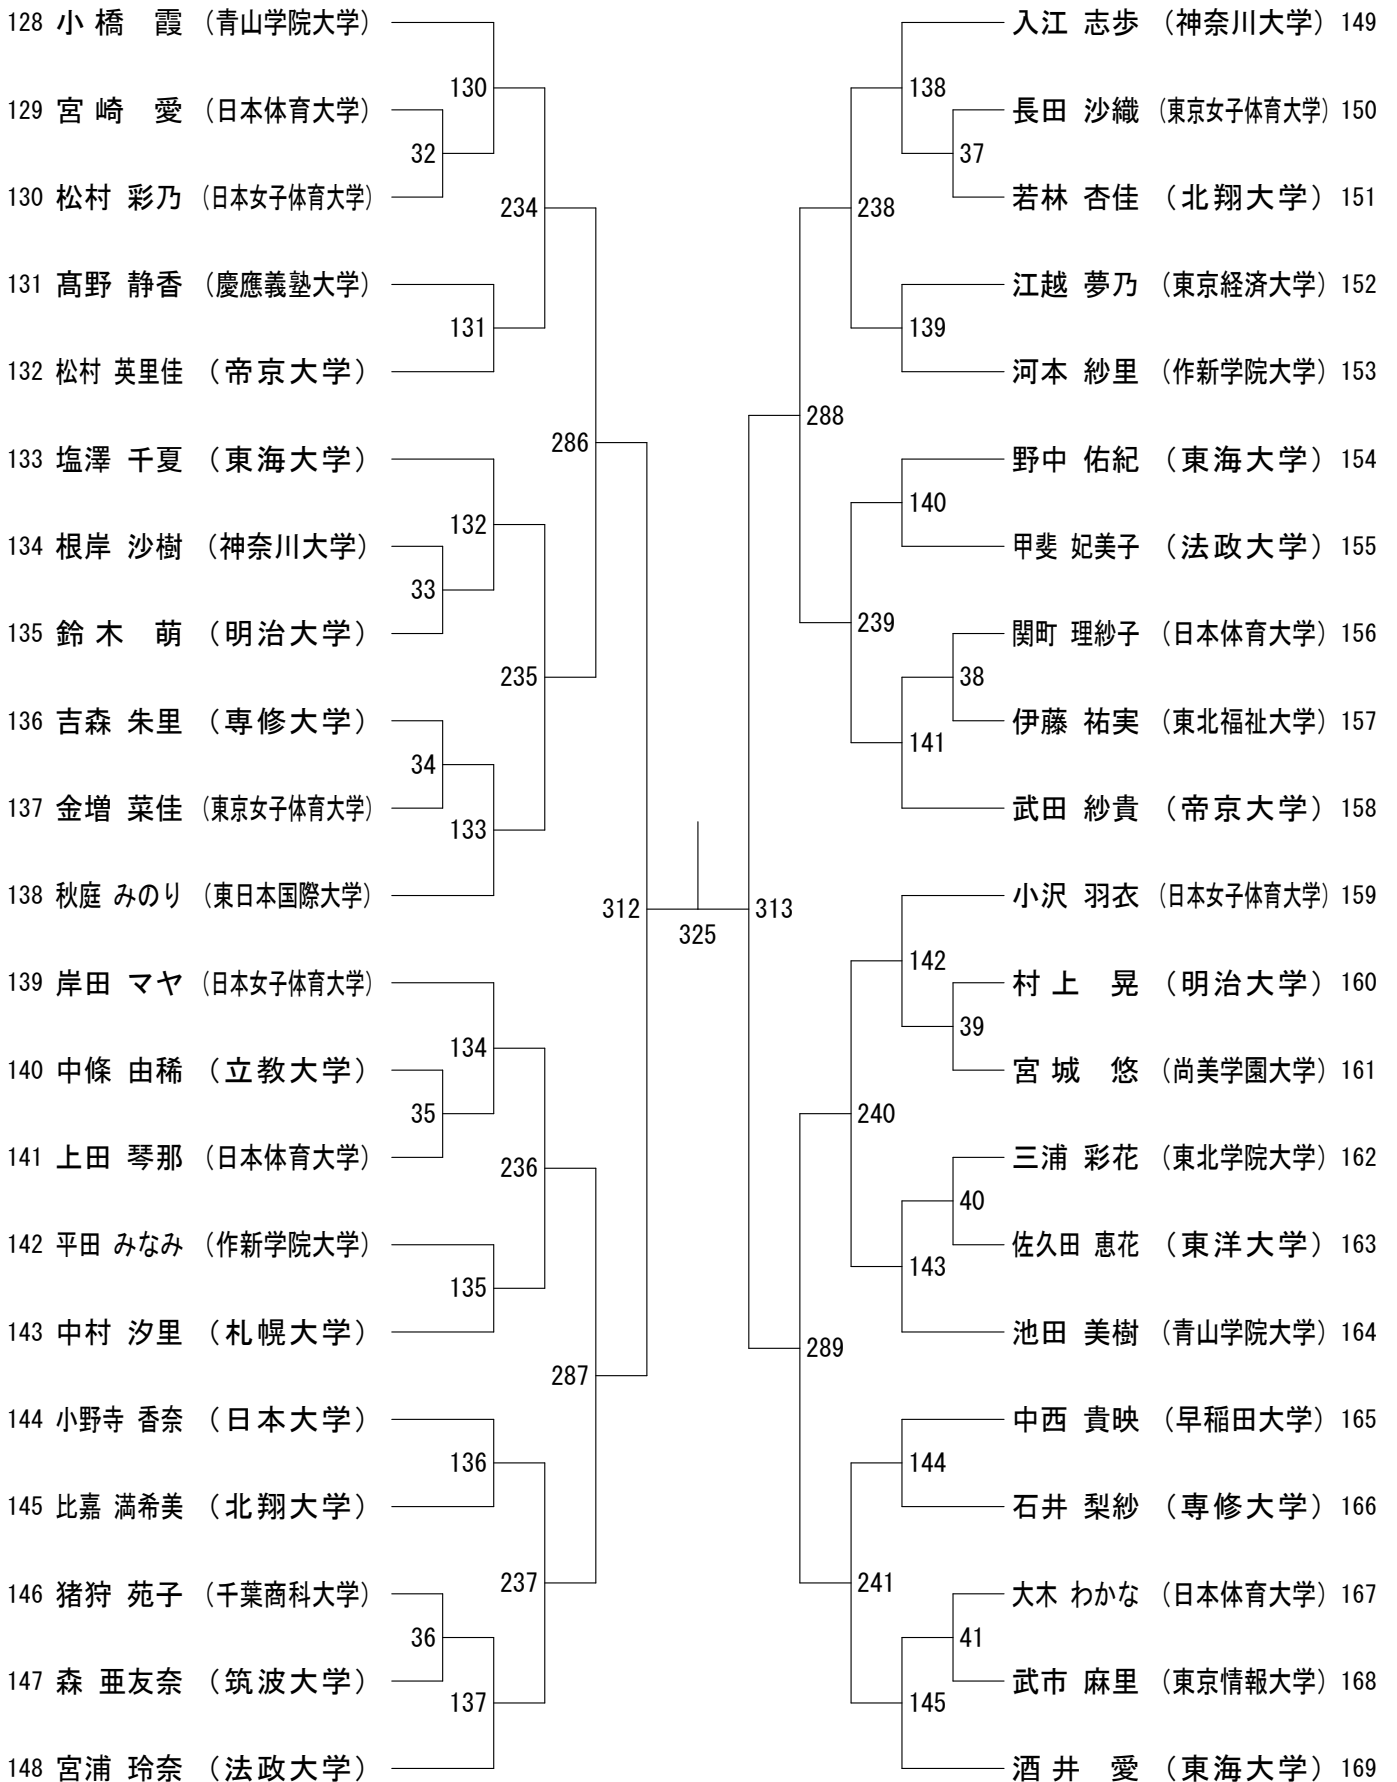 128 小橋 霞 (青山学院大学)
130
129 宮崎 愛 (日本体育大学)
32
130 松村 彩乃 (日本女子体育大学)
234
131 髙野 静香 (慶應義塾大学)
131
132 松村 英里佳 (帝京大学)
286
133 塩澤 千夏 (東海大学)
132
134 根岸 沙樹 (神奈川大学)
33
135 鈴木 萌 (明治大学)
235
136 吉森 朱里 (専修大学)
34
137 金増 菜佳 (東京女子体育大学)
133
138 秋庭 みのり (東日本国際大学)
312
325
139 岸田 マヤ (日本女子体育大学)
134
140 中條 由稀 (立教大学)
35
141 上田 琴那 (日本体育大学)
236
142 平田 みなみ (作新学院大学)
135
143 中村 汐里 (札幌大学)
287
144 小野寺 香奈 (日本大学)
136
145 比嘉 満希美 (北翔大学)
237
146 猪狩 苑子 (千葉商科大学)
36
147 森 亜友奈 (筑波大学)
137
148 宮浦 玲奈 (法政大学)
入江 志歩 (神奈川大学) 149
138
長田 沙織 (東京女子体育大学) 150
37
若林 杏佳 (北翔大学) 151
238
江越 夢乃 (東京経済大学) 152
139
河本 紗里 (作新学院大学) 153
288
野中 佑紀 (東海大学) 154
140
甲斐 妃美子 (法政大学) 155
239
関町 理紗子 (日本体育大学) 156
38
伊藤 祐実 (東北福祉大学) 157
141
武田 紗貴 (帝京大学) 158
313
小沢 羽衣 (日本女子体育大学) 159
142
村上 晃 (明治大学) 160
39
宮城 悠 (尚美学園大学) 161
240
三浦 彩花 (東北学院大学) 162
40
佐久田 恵花 (東洋大学) 163
143
池田 美樹 (青山学院大学) 164
289
中西 貴映 (早稲田大学) 165
144
石井 梨紗 (専修大学) 166
241
大木 わかな (日本体育大学) 167
41
武市 麻里 (東京情報大学) 168
145
酒井 愛 (東海大学) 169